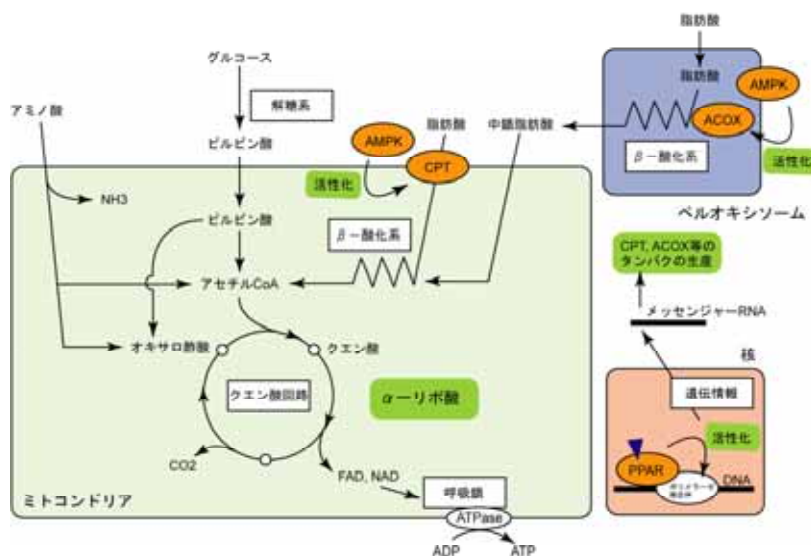 グルコース
解糖系
アミノ酸
ピルビン酸
AMPK
脂肪酸
中鎖脂肪酸
CPT
活性化
NH3
ピルビン酸
β-酸化系
アセチルCoA
オキサロ酢酸
クエン酸
クエン酸回路
α-リポ酸
CO2
FAD, NAD
呼吸鎖
ATPase
ADP
ATP
ミトコンドリア
脂肪酸
脂肪酸
AMPK
ACOX
β-酸化系
活性化
ペルオキシソーム
CPT, ACOX等の
タンパクの生産
メッセンジャーRNA
核
遺伝情報
活性化
PPAR
DNA